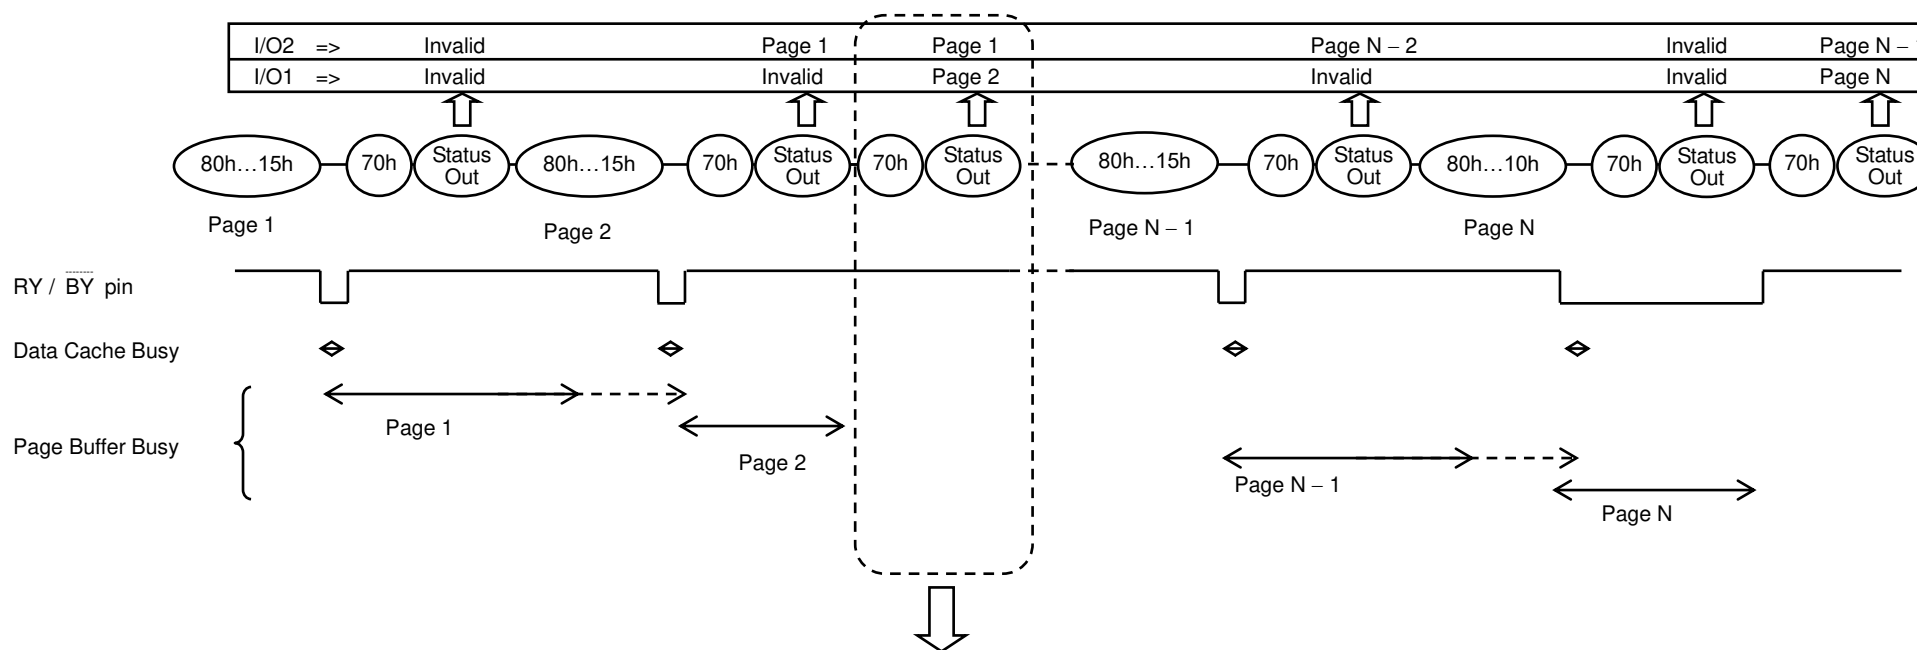 I/O2 => Invalid Page 1 Page 1 Page N – 2 Invalid Page N –
I/O1 => Invalid Invalid Page 2 Invalid Invalid Page N
80h…15h 70h Status Out 80h…15h 70h Status Out 70h Status Out 80h…15h 70h Status Out 80h…10h 70h Status Out 70h Status Out
Page 1 Page 2 Page N – 1 Page N
RY / BY pin
Data Cache Busy
Page Buffer Busy
Page 1
Page 2
Page N – 1
Page N